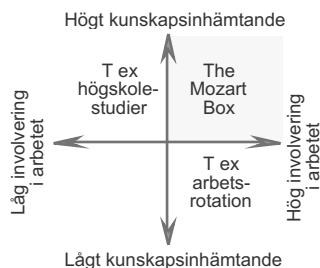 Högt kunskapsinhämtande
T ex
högskole-
studier
The
Mozart
Box
Låg involvering
i arbetet
Hög involvering
i arbetet
T ex
arbets-
rotation
Lågt kunskapsinhämtande